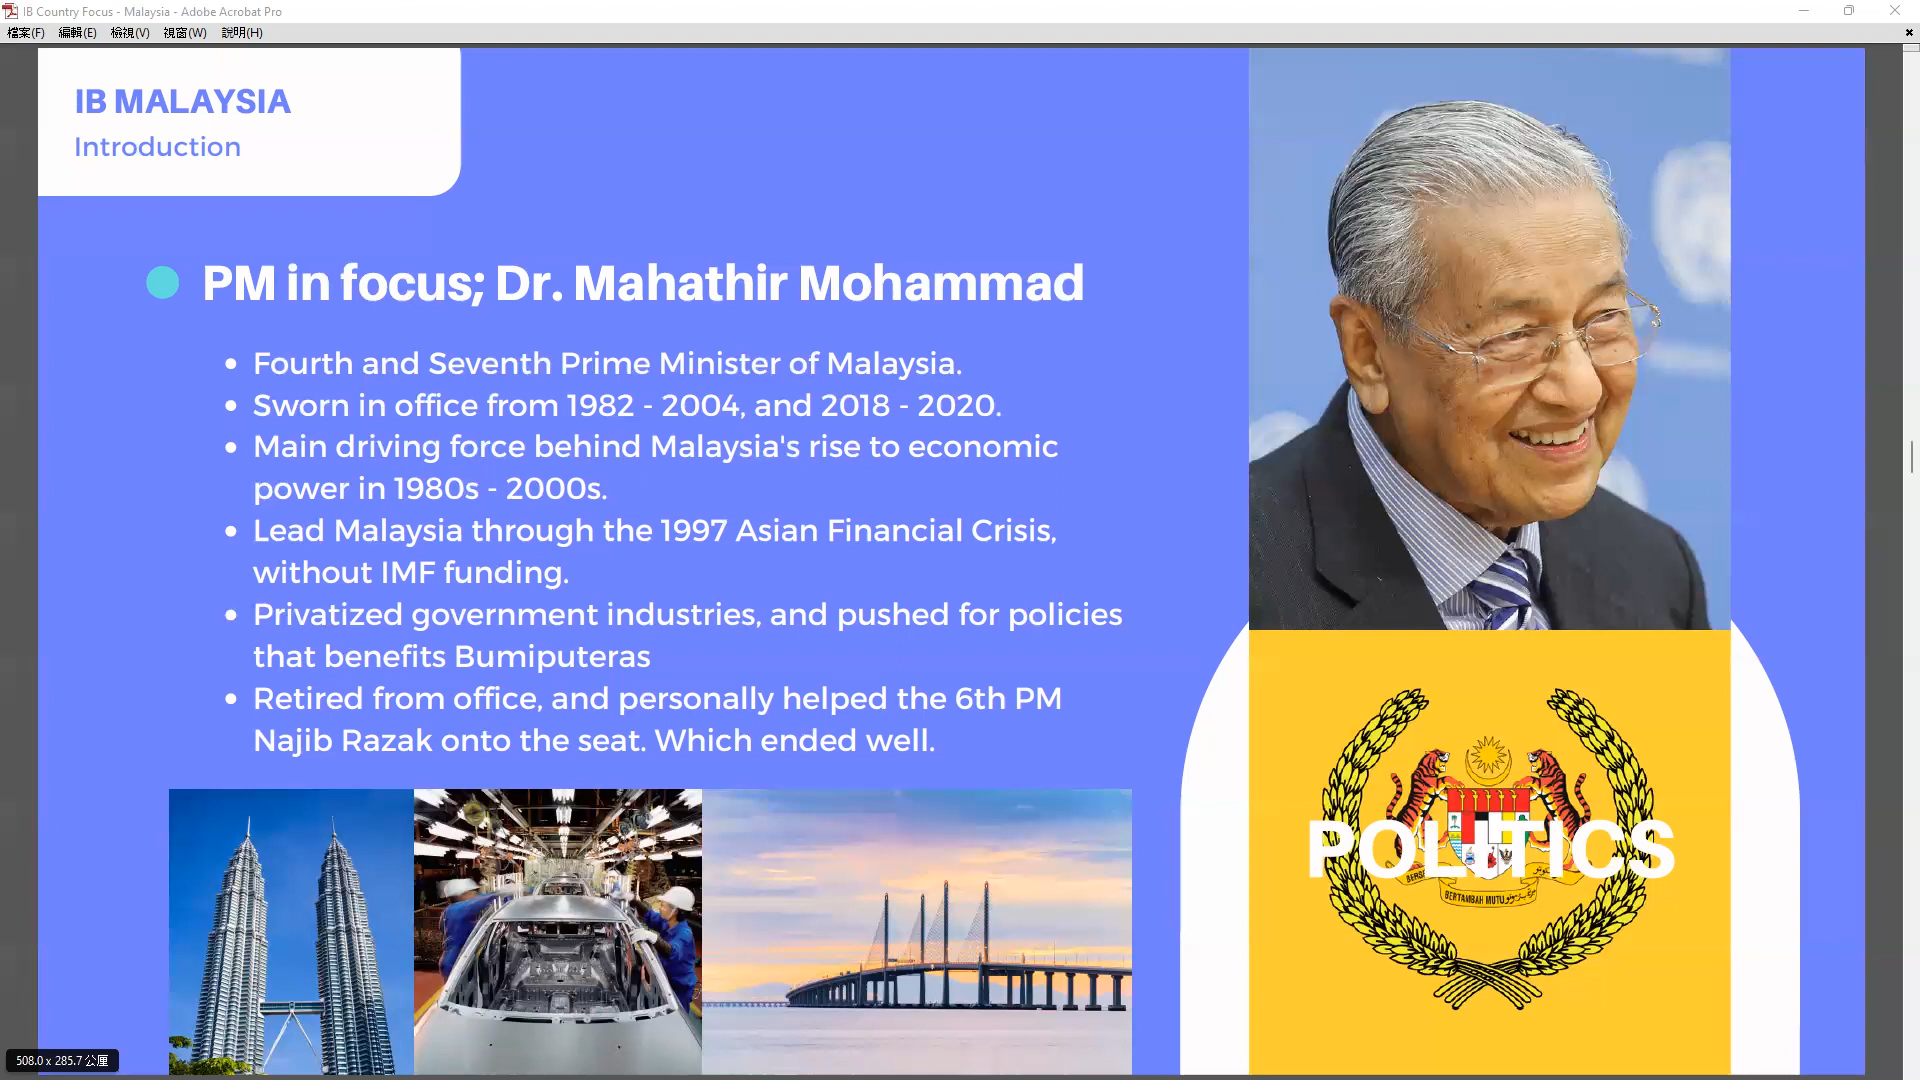 IB Country Focus - Malaysia - Adobe Acrobat Pro
檔案(F) 編輯(E) 檢視(V) 視窗(W) 說明(H)
IB MALAYSIA
Introduction
PM in focus; Dr. Mahathir Mohammad
• Fourth and Seventh Prime Minister of Malaysia.
• Sworn in office from 1982 - 2004, and 2018 - 2020.
• Main driving force behind Malaysia's rise to economic
power in 1980s - 2000s.
• Lead Malaysia through the 1997 Asian Financial Crisis,
without IMF funding.
• Privatized government industries, and pushed for policies
that benefits Bumiputeras
• Retired from office, and personally helped the 6th PM
Najib Razak onto the seat. Which ended well.
POLITICS
BERTAMBAH MUTU
508.0 x 285.7 公厘